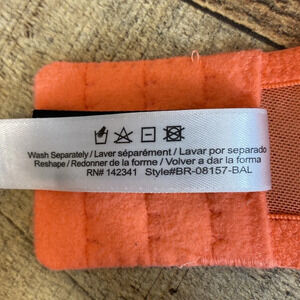 Wash Separately / Laver séparément / Lavar por separado
Reshape / Redonner de la forme / Volver a dar la forma
RN# 142341 Style#BR-08157-BAL